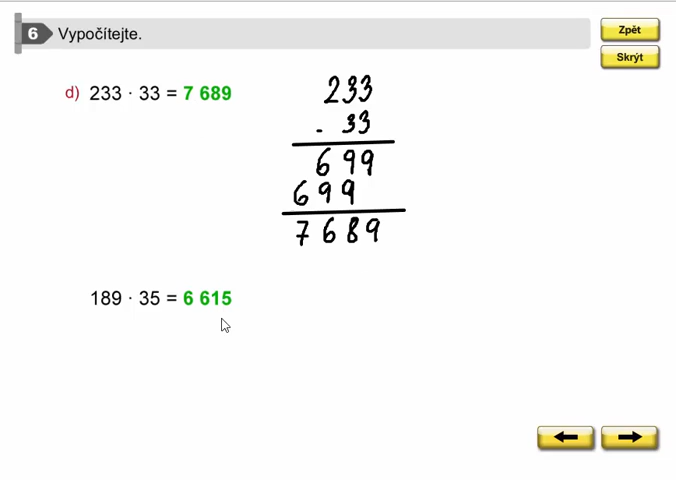 6 Vypočítejte.
Zpět
Skrýt
d) 233 · 33 = 7 689
233
· 33
699
699
7689
189 · 35 = 6 615